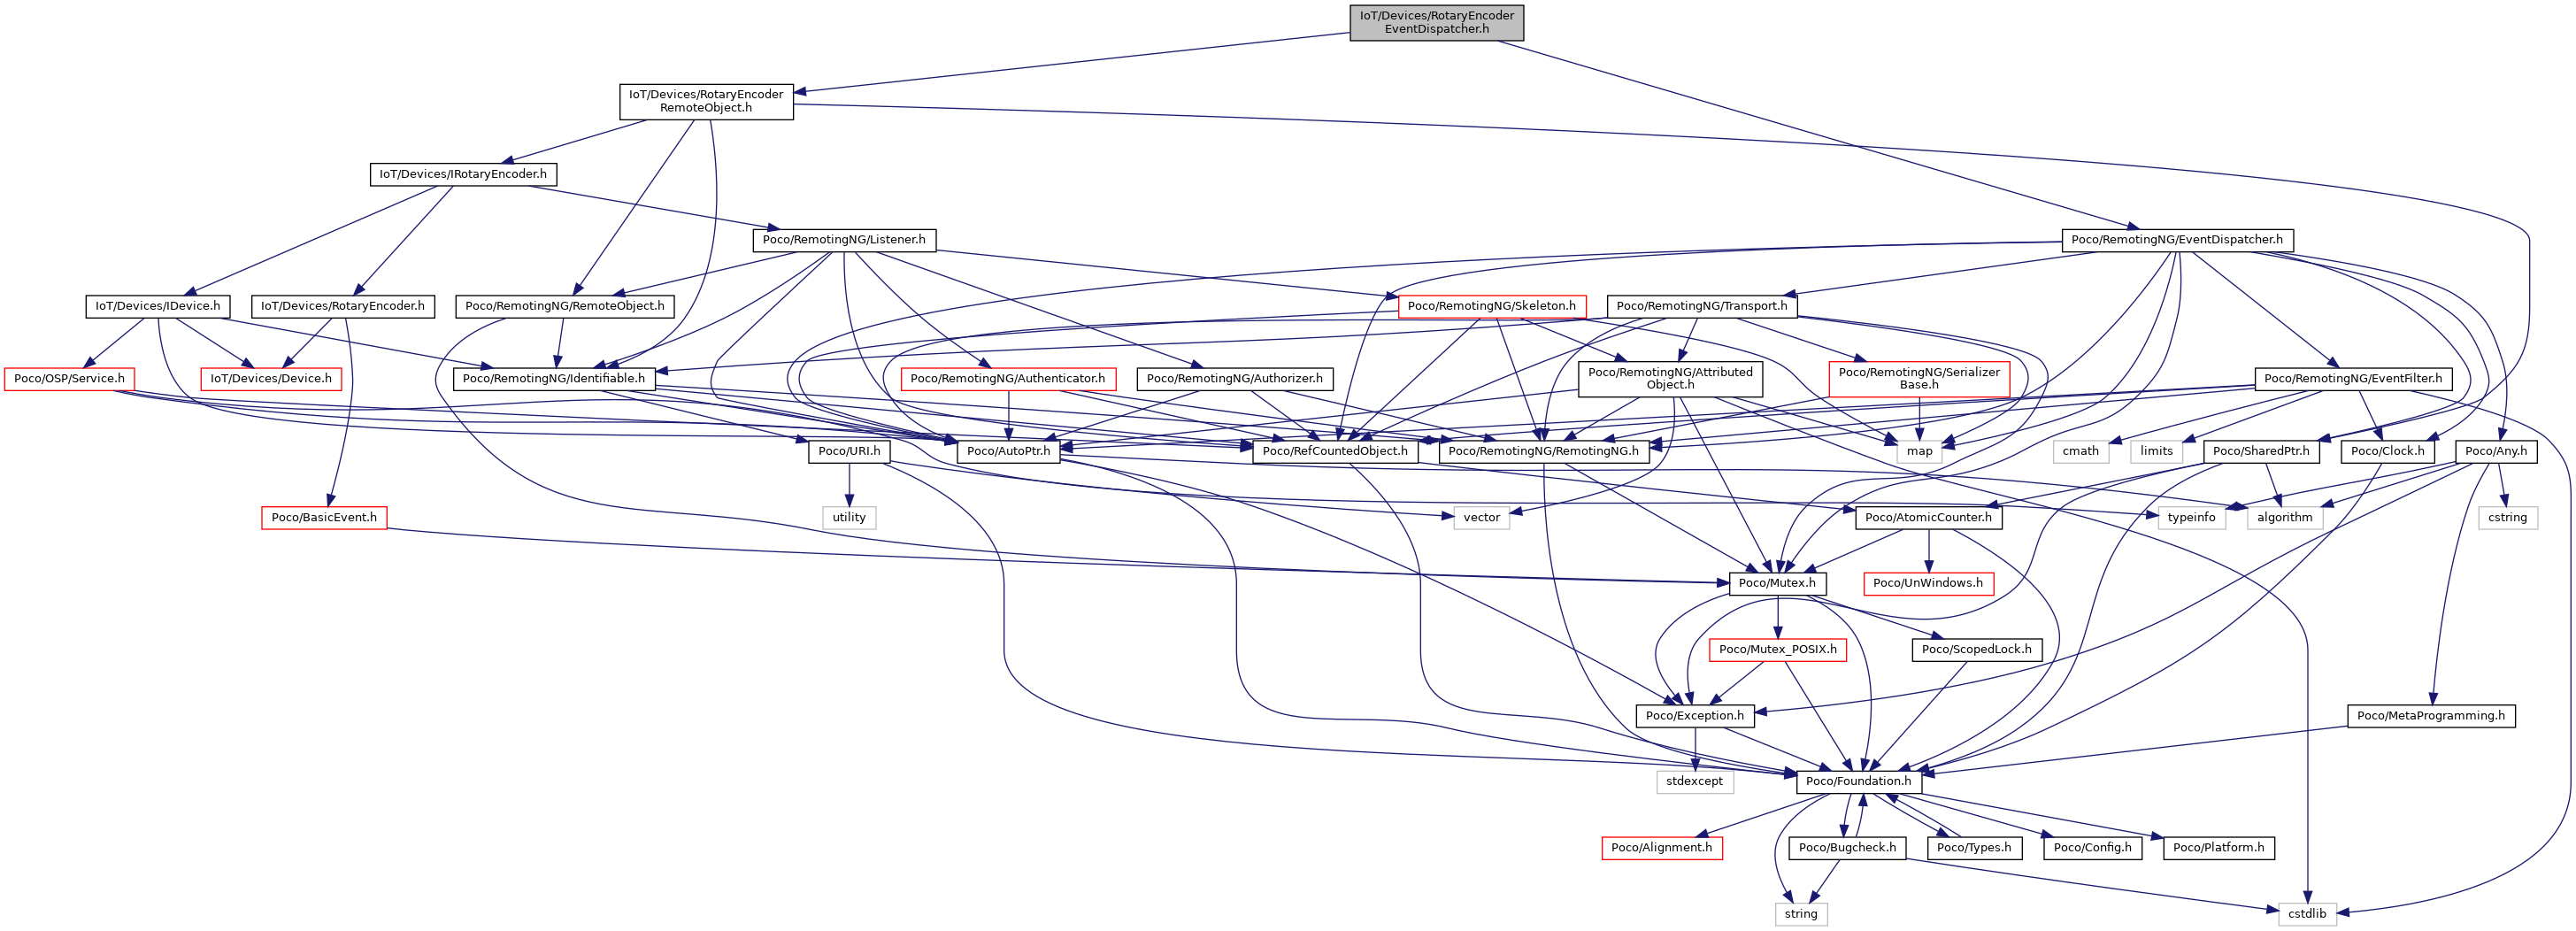 IoT/Devices/RotaryEncoder
EventDispatcher.h
IoT/Devices/RotaryEncoder
RemoteObject.h
IoT/Devices/IRotaryEncoder.h
Poco/RemotingNG/Listener.h
Poco/RemotingNG/EventDispatcher.h
IoT/Devices/IDevice.h
IoT/Devices/RotaryEncoder.h
Poco/RemotingNG/RemoteObject.h
Poco/RemotingNG/Skeleton.h
Poco/RemotingNG/Transport.h
Poco/OSP/Service.h
IoT/Devices/Device.h
Poco/RemotingNG/Identifiable.h
Poco/RemotingNG/Authenticator.h
Poco/RemotingNG/Authorizer.h
Poco/RemotingNG/Attributed
Object.h
Poco/RemotingNG/Serializer
Base.h
Poco/RemotingNG/EventFilter.h
Poco/URI.h
Poco/AutoPtr.h
Poco/RefCountedObject.h
Poco/RemotingNG/RemotingNG.h
map
cmath
limits
Poco/SharedPtr.h
Poco/Clock.h
Poco/Any.h
Poco/BasicEvent.h
utility
vector
Poco/AtomicCounter.h
typeinfo
algorithm
cstring
Poco/Mutex.h
Poco/UnWindows.h
Poco/Mutex_POSIX.h
Poco/ScopedLock.h
Poco/Exception.h
Poco/MetaProgramming.h
stdexcept
Poco/Foundation.h
Poco/Alignment.h
Poco/Bugcheck.h
Poco/Types.h
Poco/Config.h
Poco/Platform.h
string
cstdlib